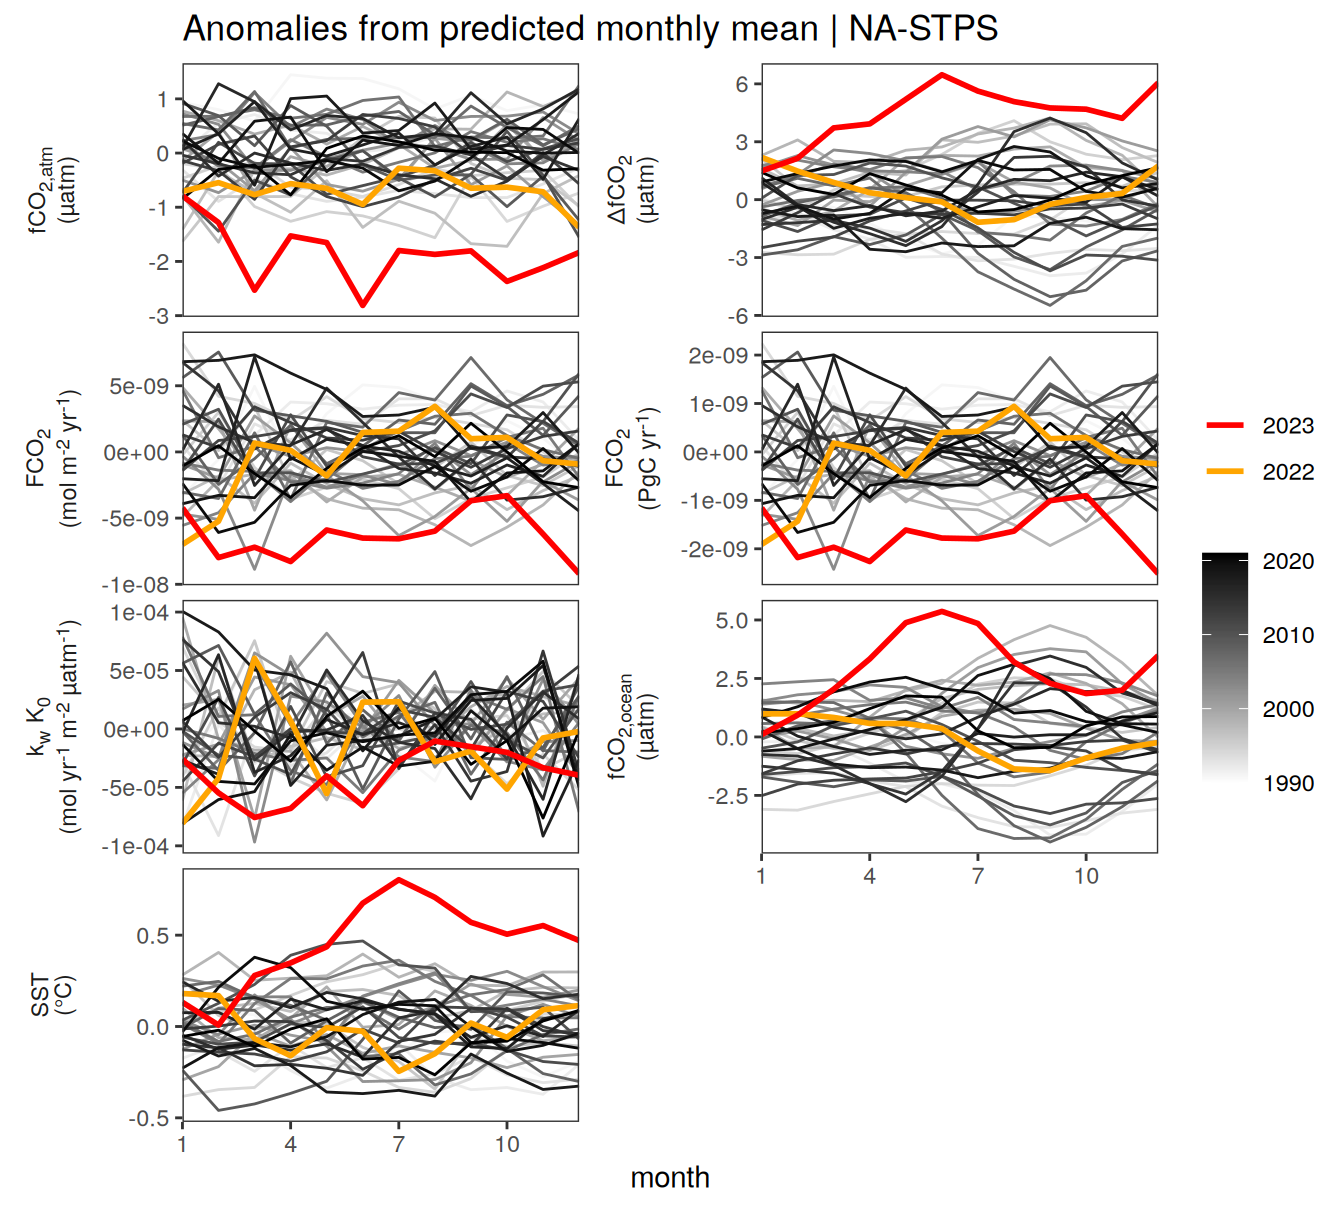 Anomalies from predicted monthly mean | NA-STPS
fCO2,atm
(µatm)
1
0
-1
-2
-3
ΔfCO2
(µatm)
6
3
0
-3
-6
FCO2
(mol m-2 yr-1)
5e-09
0e+00
-5e-09
-1e-08
FCO2
(PgC yr-1)
2e-09
1e-09
0e+00
-1e-09
-2e-09
kw K0
(mol yr-1 m-2 µatm-1)
1e-04
5e-05
0e+00
-5e-05
-1e-04
fCO2,ocean
(µatm)
5.0
2.5
0.0
-2.5
1 4 7 10
SST
(°C)
0.5
0.0
-0.5
1 4 7 10
month
2023
2022
2020
2010
2000
1990